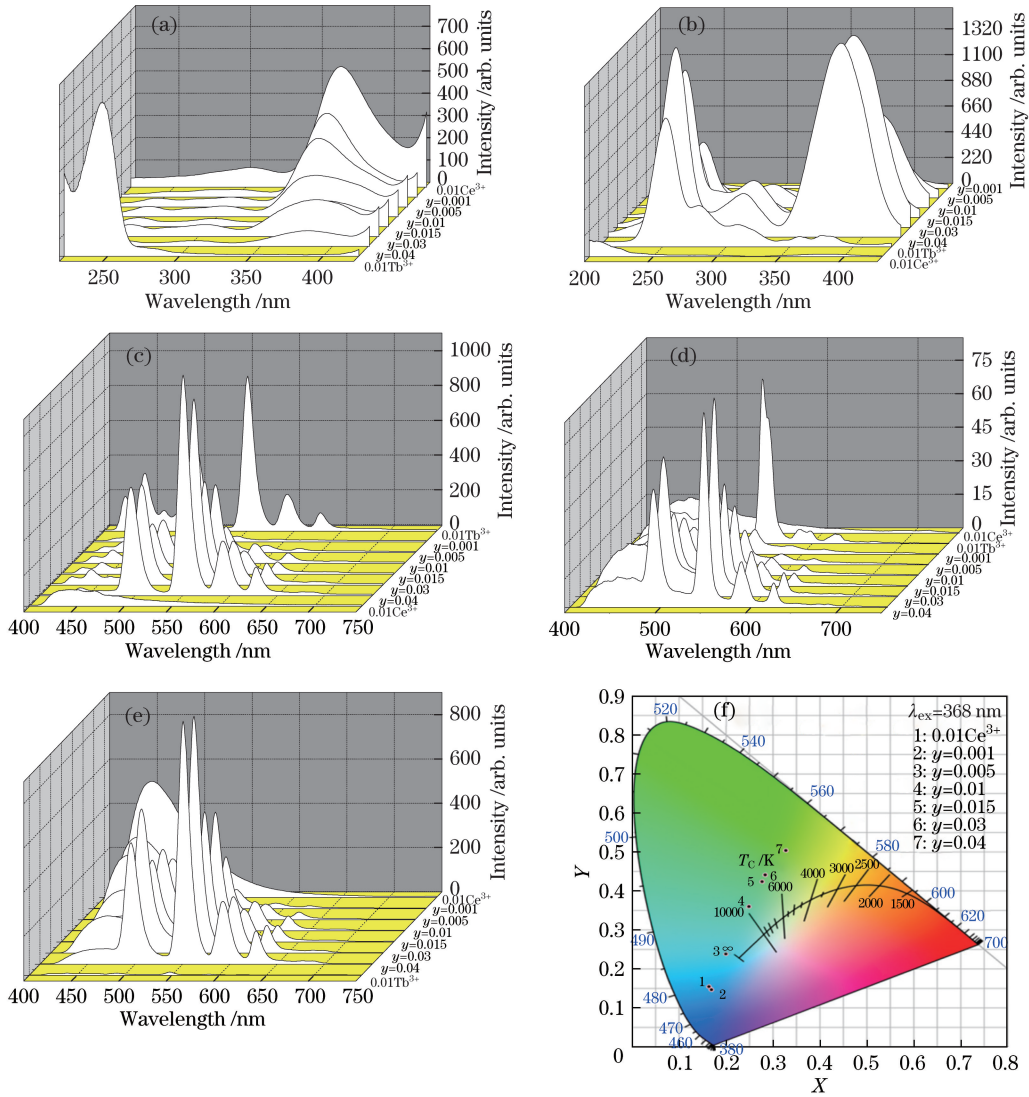 (a)
700
600
500
400
300
200
100
0
Intensity /arb. units
0.01Ce³⁺
y=0.001
y=0.005
y=0.01
y=0.015
y=0.03
y=0.04
0.01Tb³⁺
250 300 350 400
Wavelength /nm
(b)
1320
1100
880
660
440
220
0
Intensity /arb. units
y=0.001
y=0.005
y=0.01
y=0.015
y=0.03
y=0.04
0.01Tb³⁺
0.01Ce³⁺
200 250 300 350 400
Wavelength /nm
(c)
1000
800
600
400
200
0
Intensity /arb. units
0.01Tb³⁺
y=0.001
y=0.005
y=0.01
y=0.015
y=0.03
y=0.04
0.01Ce³⁺
400 450 500 550 600 650 700 750
Wavelength /nm
(d)
75
60
45
30
15
0
Intensity /arb. units
0.01Ce³⁺
0.01Tb³⁺
y=0.001
y=0.005
y=0.01
y=0.015
y=0.03
y=0.04
400 500 600 700
Wavelength /nm
(e)
800
600
400
200
0
Intensity /arb. units
0.01Ce³⁺
y=0.001
y=0.005
y=0.01
y=0.015
y=0.03
y=0.04
0.01Tb³⁺
400 450 500 550 600 650 700 750
Wavelength /nm
(f)
λex=368 nm
1: 0.01Ce³⁺
2: y=0.001
3: y=0.005
4: y=0.01
5: y=0.015
6: y=0.03
7: y=0.04
0.9
0.8
0.7
0.6
0.5
0.4
0.3
0.2
0.1
0
Y
0.1 0.2 0.3 0.4 0.5 0.6 0.7 0.8
X
520
540
560
580
600
620
700
500
490
480
470
460
380
T_C /K
4000
3000
2500
6000
2000
1500
10000
∞
7
6
5
4
3
1
2